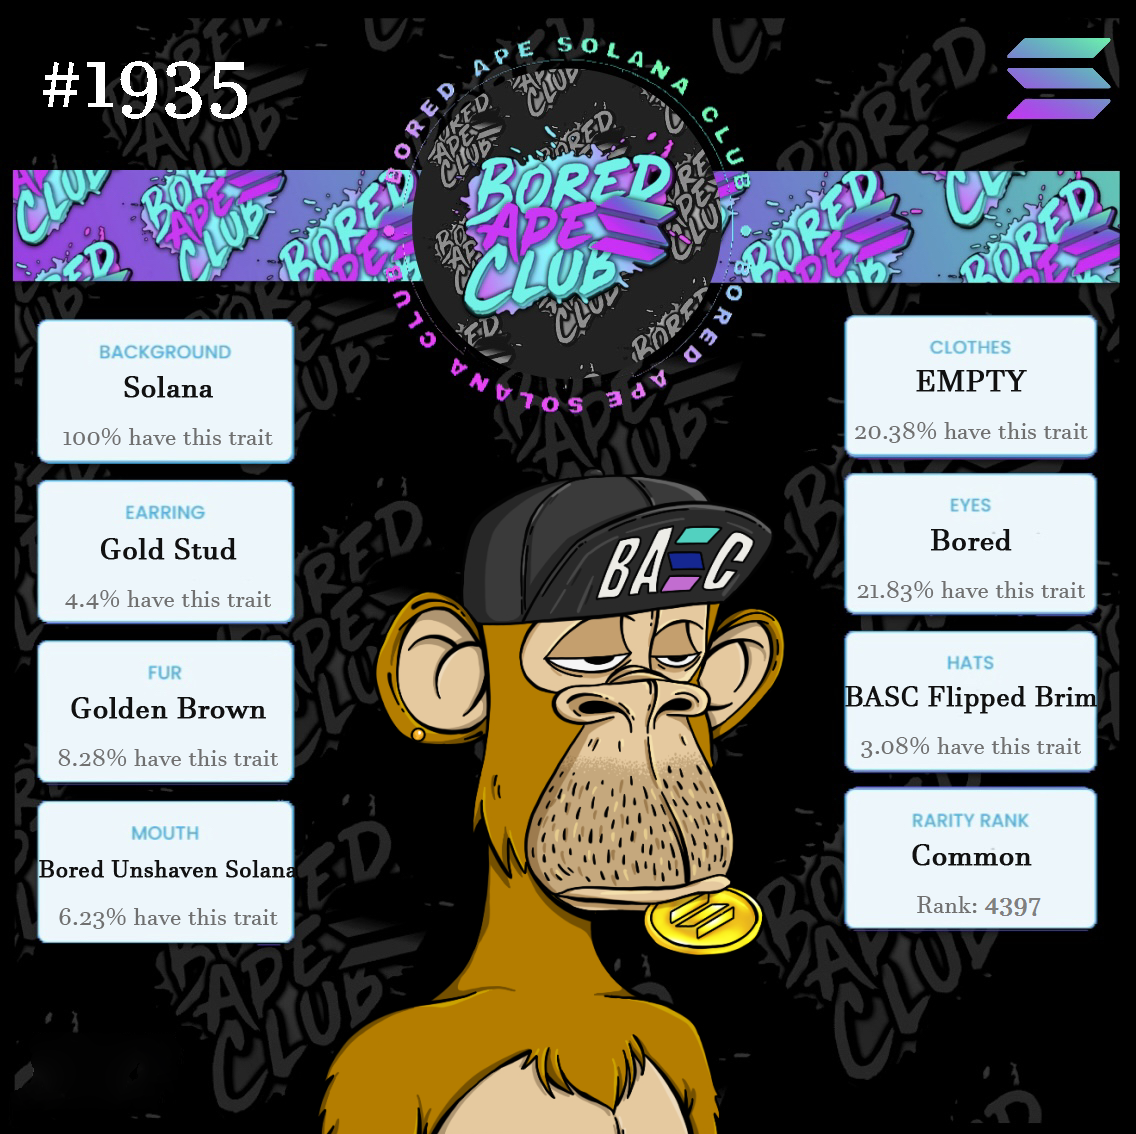 #1935
BORED APE SOLANA CLUB
BORED APE SOLANA CLUB
BORED
APE
CLUB
BACKGROUND
Solana
100% have this trait
EARRING
Gold Stud
4.4% have this trait
FUR
Golden Brown
8.28% have this trait
MOUTH
Bored Unshaven Solana
6.23% have this trait
CLOTHES
EMPTY
20.38% have this trait
EYES
Bored
21.83% have this trait
HATS
BASC Flipped Brim
3.08% have this trait
RARITY RANK
Common
Rank: 4397
BASC